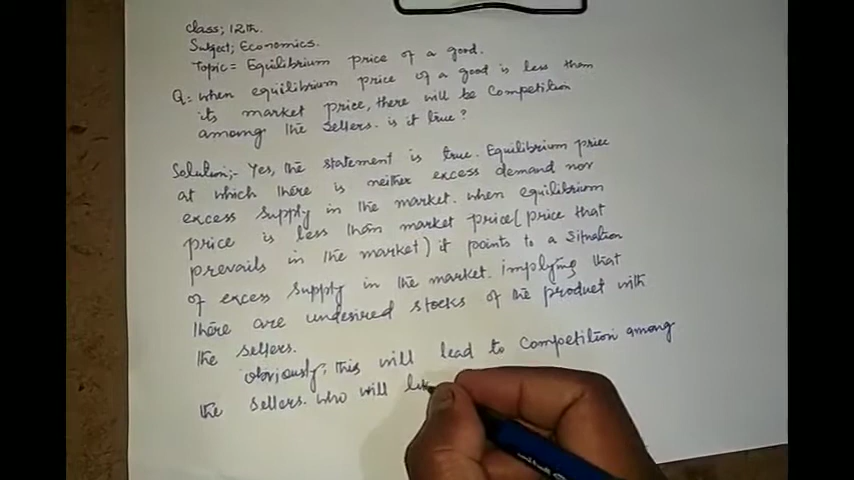 Class; 12th.
Subject; Economics.
Topic= Equilibrium price of a good.
Q: when equilibrium price of a good is less than
its market price, there will be Competition
among the Sellers. is it true?
Solution;- Yes, the statement is true. Equilibrium price
at which there is neither excess demand nor
excess supply in the market. when equilibrium
price is less than market price (price that
prevails in the market) it points to a Situation
of excess supply in the market. implying that
there are undesired stocks of the product with
the sellers.
obviously, this will lead to Competition among
the sellers. who will